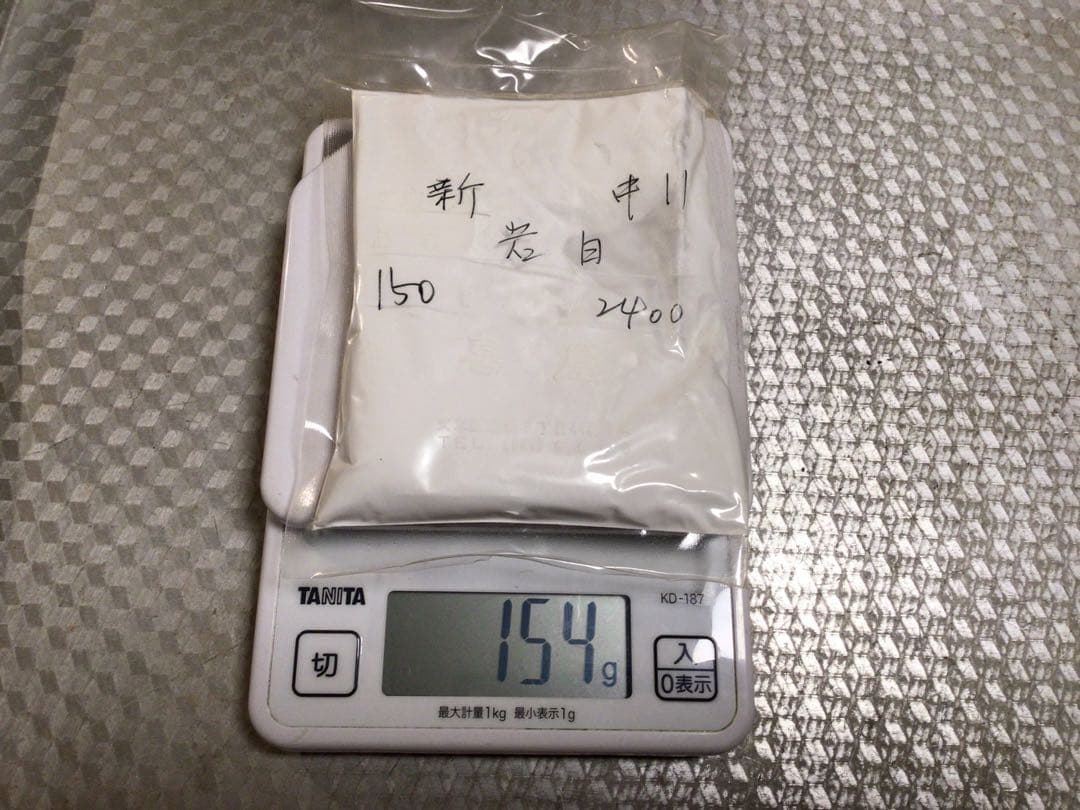 新 中11
岩白
150 2400
TANITA
KD-187
154g
切
入
0表示
最大計量1kg 最小表示1g